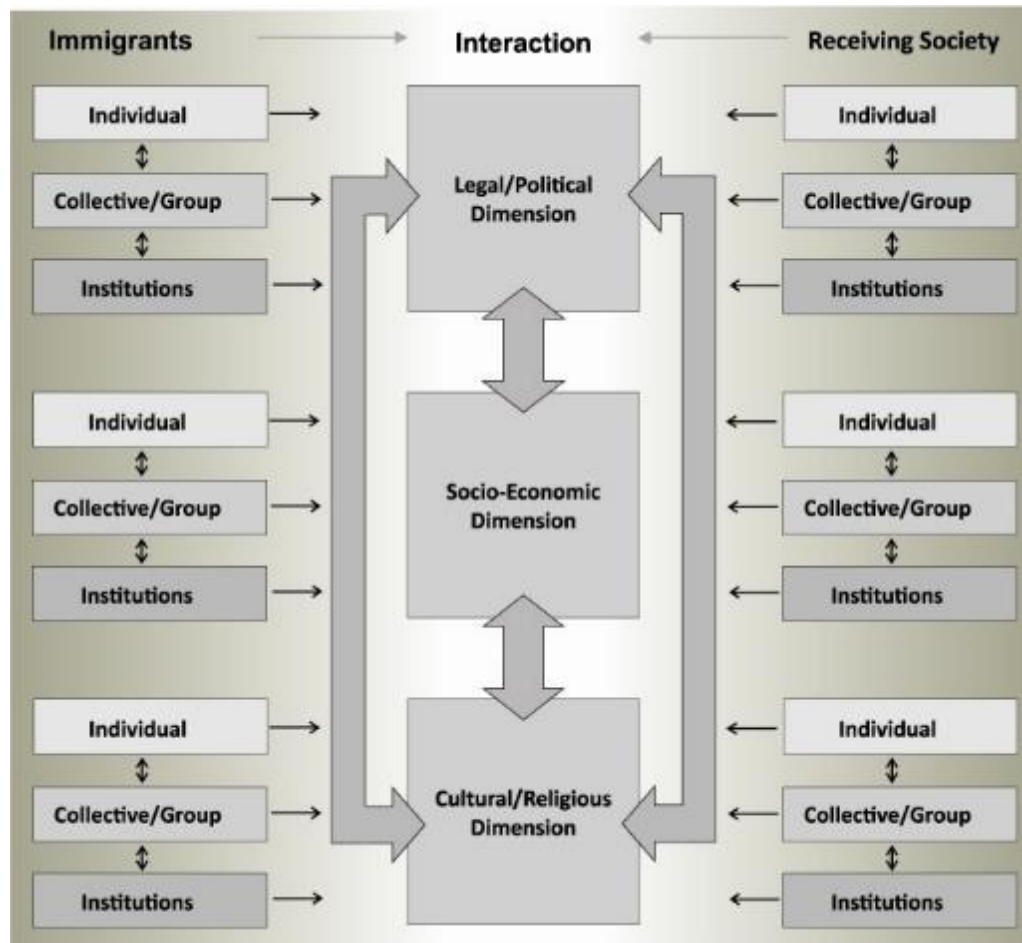 Immigrants Interaction Receiving Society
Individual Individual
Legal/Political
Dimension
Collective/Group Collective/Group
Institutions Institutions
Individual Individual
Socio-Economic
Dimension
Collective/Group Collective/Group
Institutions Institutions
Individual Individual
Cultural/Religious
Dimension
Collective/Group Collective/Group
Institutions Institutions